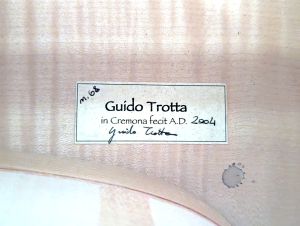 n. 68
Guido Trotta
in Cremona fecit A.D. 2004
Guido Trotta